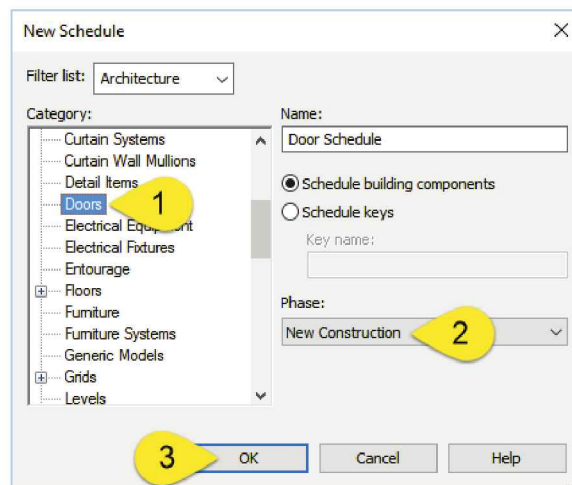 New Schedule
Filter list: Architecture
Category:
Curtain Systems
Curtain Wall Mullions
Detail Items
Doors
1
Electrical Equipment
Electrical Fixtures
Entourage
Floors
Furniture
Furniture Systems
Generic Models
Grids
Levels
Name:
Door Schedule
Schedule building components
Schedule keys
Key name:
Phase:
New Construction
2
3
OK
Cancel
Help